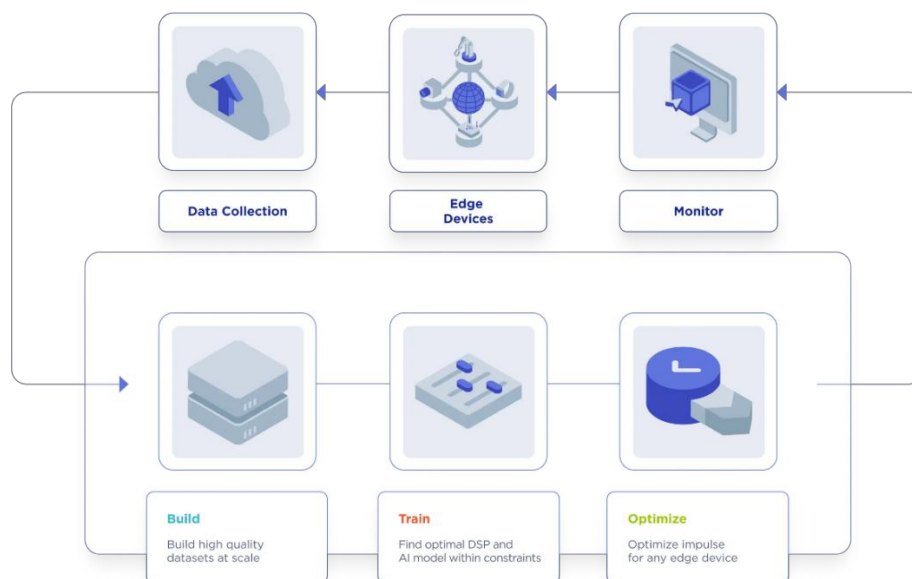 Data Collection
Edge
Devices
Monitor
Build
Build high quality
datasets at scale
Train
Find optimal DSP and
AI model within constraints
Optimize
Optimize impulse
for any edge device